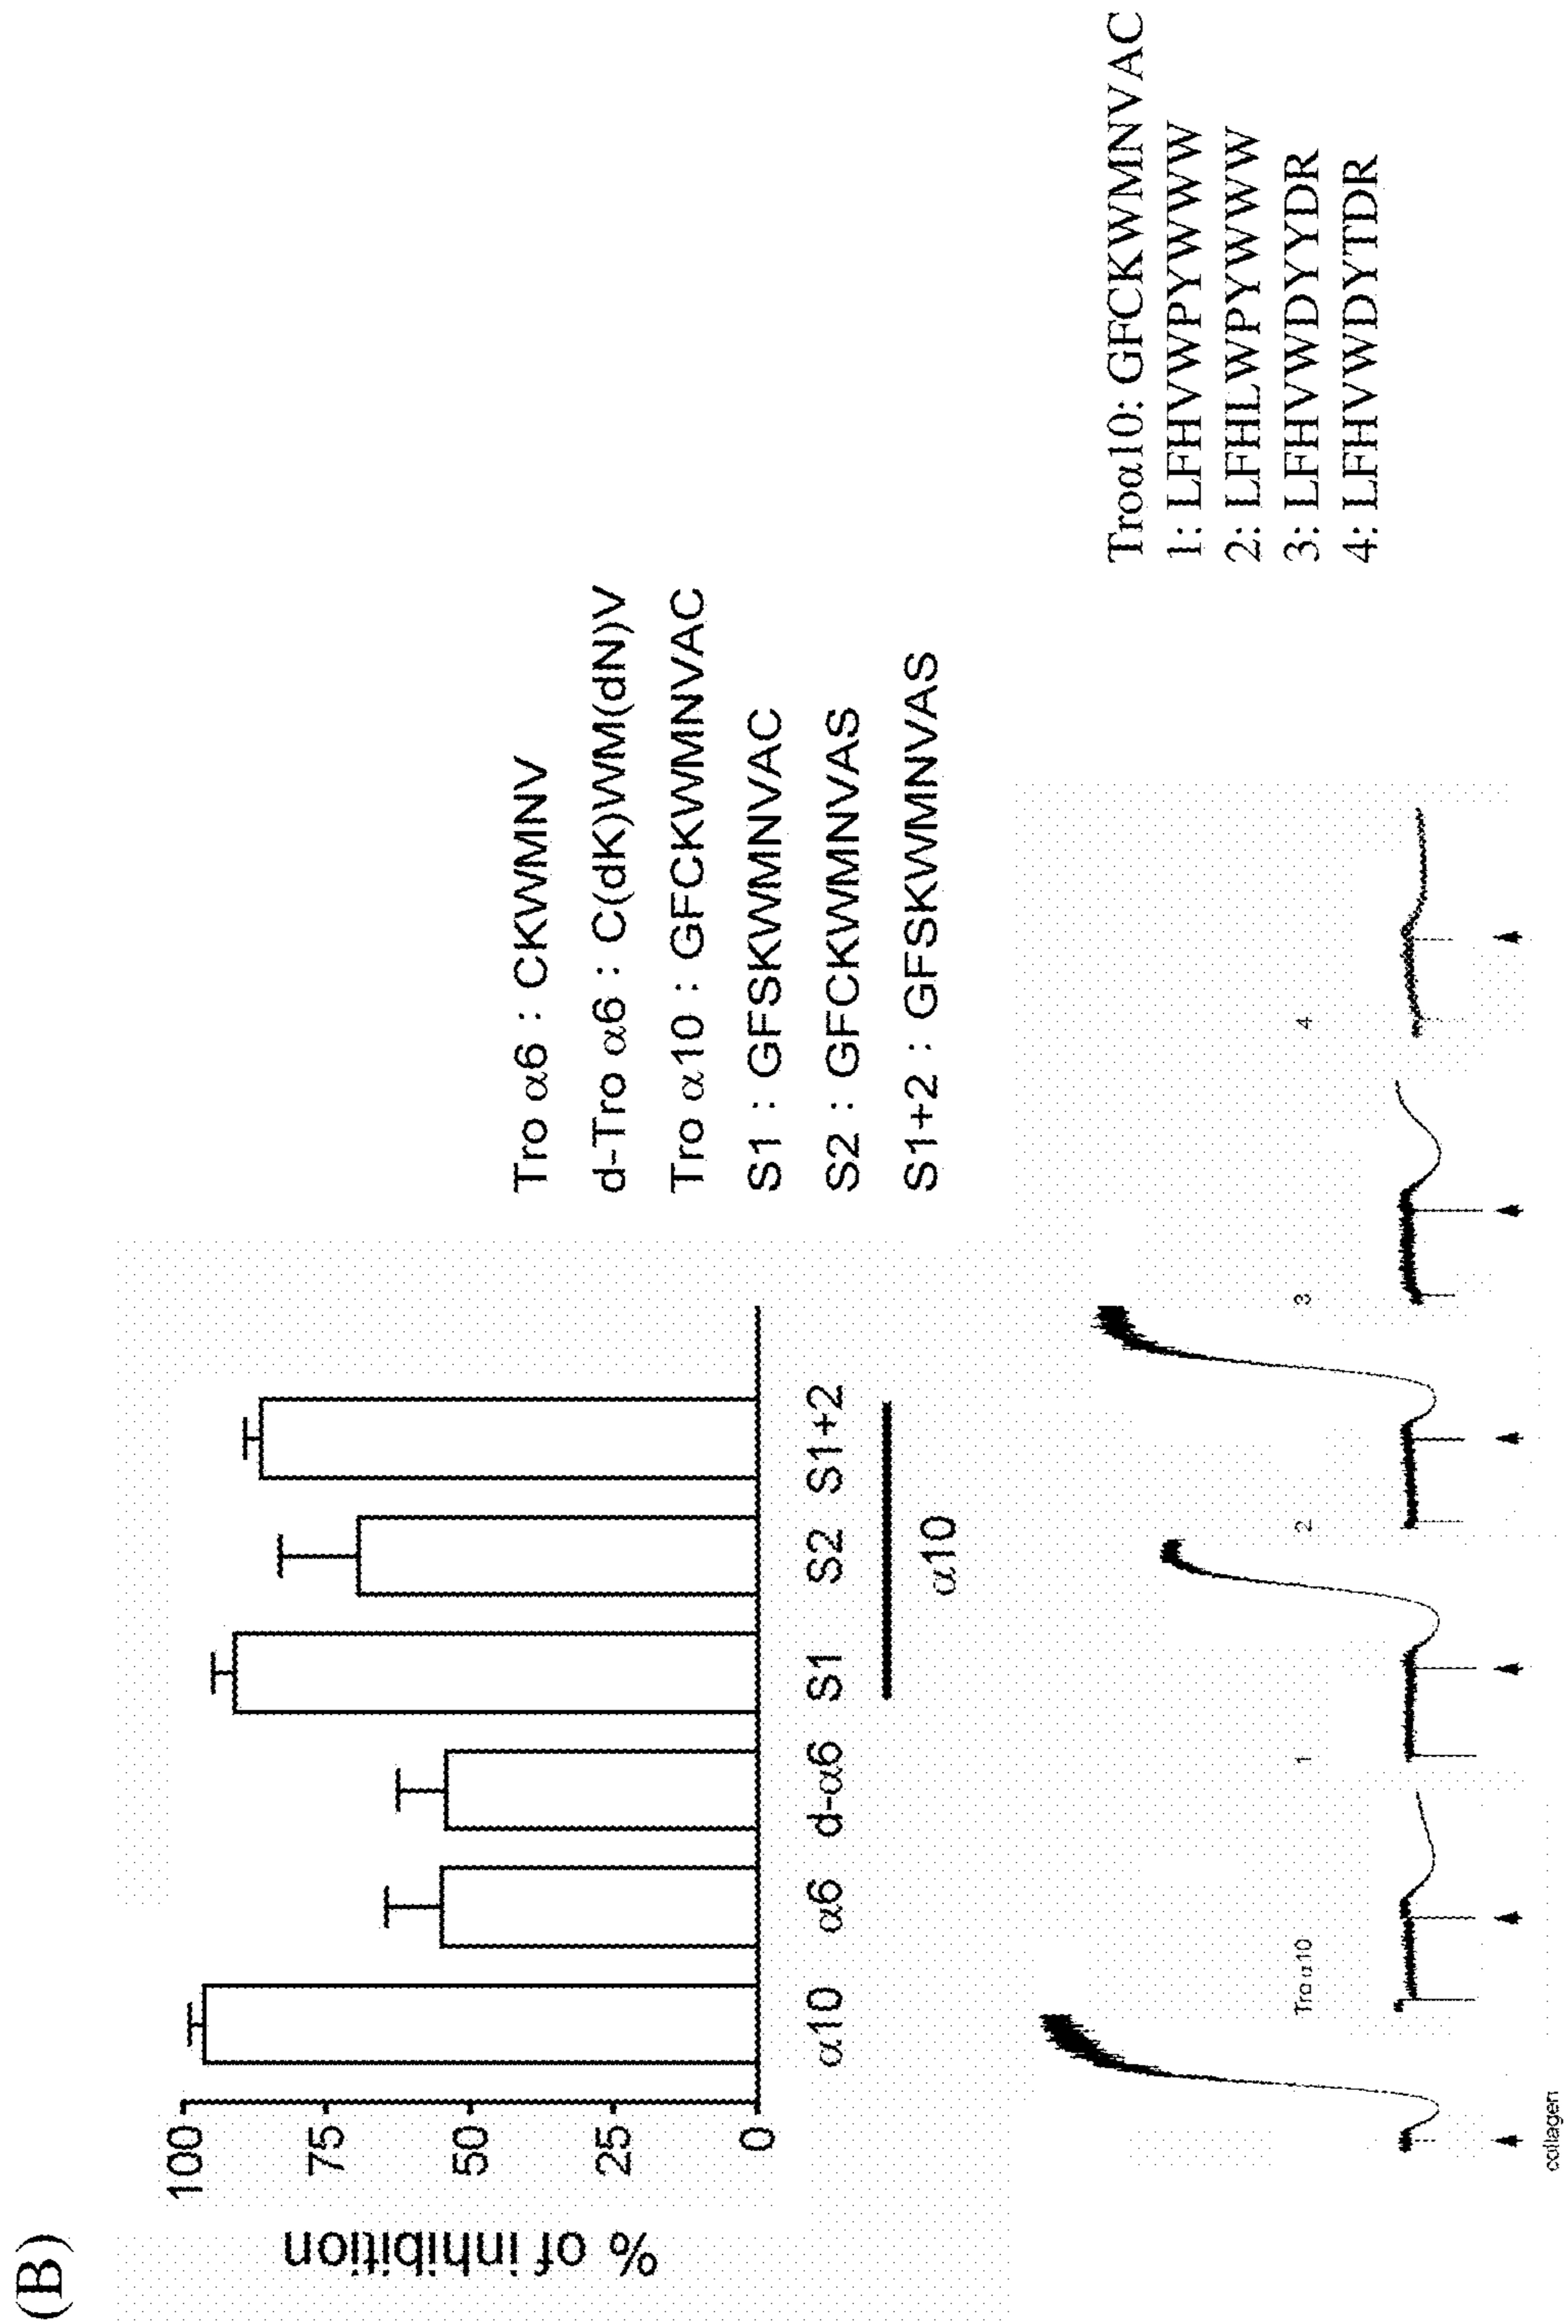 (B)
% of inhibition
100
75
50
25
0
α10 α6 d-α6 S1 S2 S1+2
α10
Tro α6 : CKWMNV
d-Tro α6 : C(dK)WM(dN)V
Tro α10 : GFCKWMNVAC
S1 : GFSKWMNVAC
S2 : GFCKWMNVAS
S1+2 : GFSKWMNVAS
Tro α10 1 2 3 4
collagen
Troα10: GFCKWMNVAC
1: LFHVWPYWWW
2: LFHLWPYWWW
3: LFHVWDYYDR
4: LFHVWDYTDR